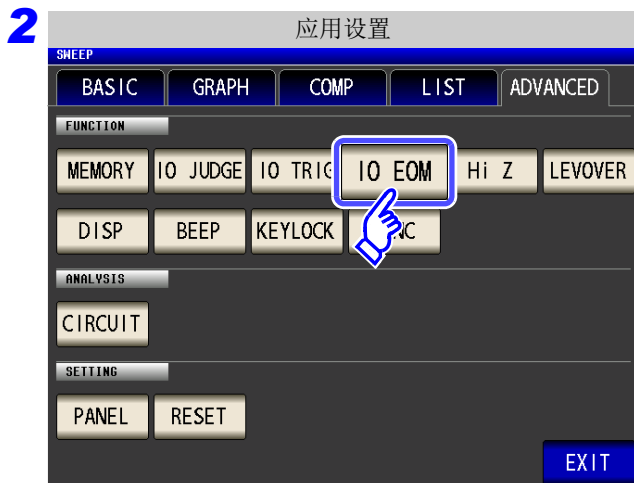 2
应用设置
SWEEP
BASIC GRAPH COMP LIST ADVANCED
FUNCTION
MEMORY IO JUDGE IO TRIG IO EOM Hi Z LEVOVER
DISP BEEP KEYLOCK NC
ANALYSIS
CIRCUIT
SETTING
PANEL RESET
EXIT